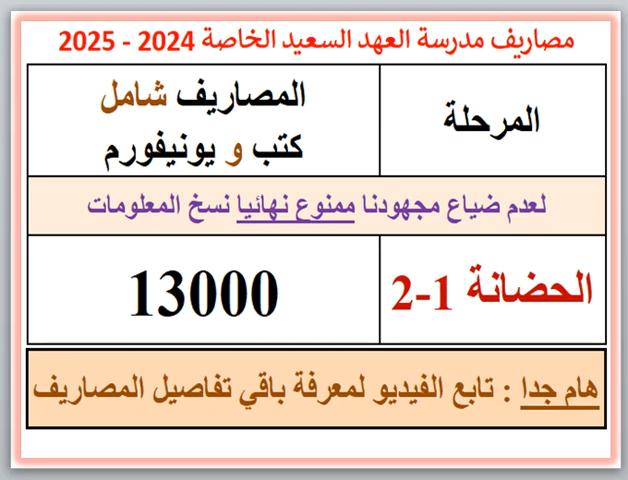 مصاريف مدرسة العهد السعيد الخاصة 2024 - 2025
المرحلة
المصاريف شامل
كتب و يونيفورم
لعدم ضياع مجهودنا ممنوع نهائيا نسخ المعلومات
الحضانة 1-2
13000
هام جدا : تابع الفيديو لمعرفة باقي تفاصيل المصاريف